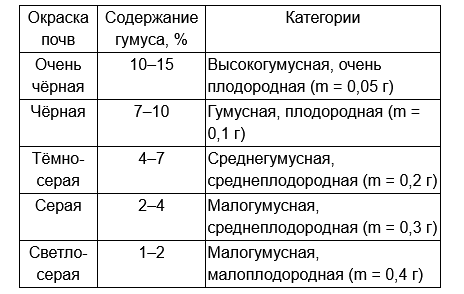 Окраска почв | Содержание гумуса, % | Категории
Очень чёрная | 10–15 | Высокогумусная, очень плодородная (m = 0,05 г)
Чёрная | 7–10 | Гумусная, плодородная (m = 0,1 г)
Тёмно-серая | 4–7 | Среднегумусная, среднеплодородная (m = 0,2 г)
Серая | 2–4 | Малогумусная, среднеплодородная (m = 0,3 г)
Светло-серая | 1–2 | Малогумусная, малоплодородная (m = 0,4 г)